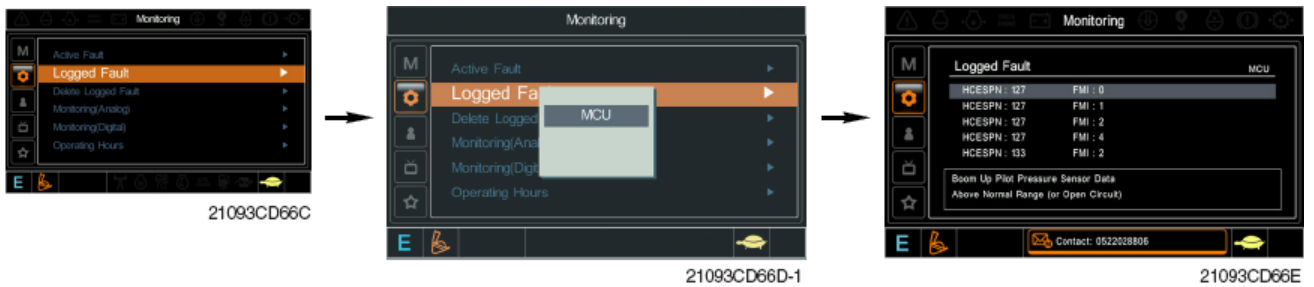 Monitoring
M
Active Fault
Logged Fault
Delete Logged Fault
Monitoring(Analog)
Monitoring(Digital)
Operating Hours
E
21093CD66C
Monitoring
M
Active Fault
Logged Fa
MCU
Delete Logged
Monitoring(Anal
Monitoring(Digit
Operating Hours
E
21093CD66D-1
Monitoring
M
Logged Fault MCU
HCESPN : 127 FMI : 0
HCESPN : 127 FMI : 1
HCESPN : 127 FMI : 2
HCESPN : 127 FMI : 4
HCESPN : 133 FMI : 2
Boom Up Pilot Pressure Sensor Data
Above Normal Range (or Open Circuit)
E
Contact: 0522028806
21093CD66E